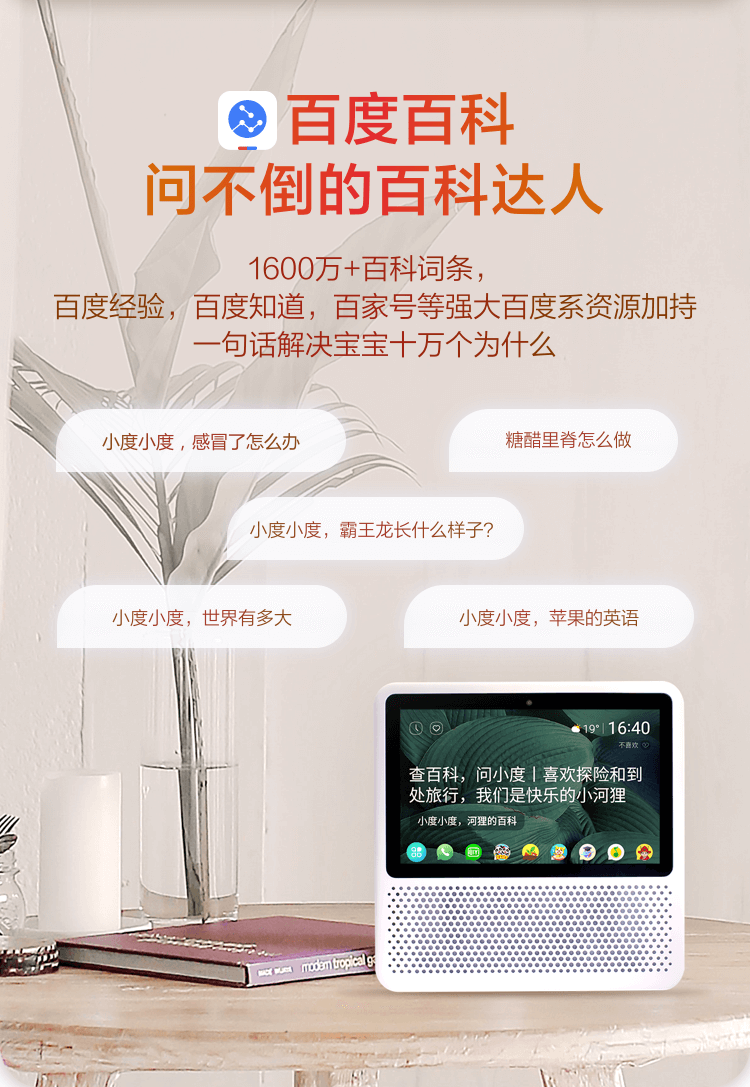 百度百科
问不倒的百科达人
1600万+百科词条，
百度经验，百度知道，百家号等强大百度系资源加持
一句话解决宝宝十万个为什么
小度小度，感冒了怎么办
糖醋里脊怎么做
小度小度，霸王龙长什么样子?
小度小度，世界有多大
小度小度，苹果的英语
19° 16:40
不喜欢
查百科，问小度丨喜欢探险和到
处旅行，我们是快乐的小河狸
小度小度，河狸的百科
modern tropical ga